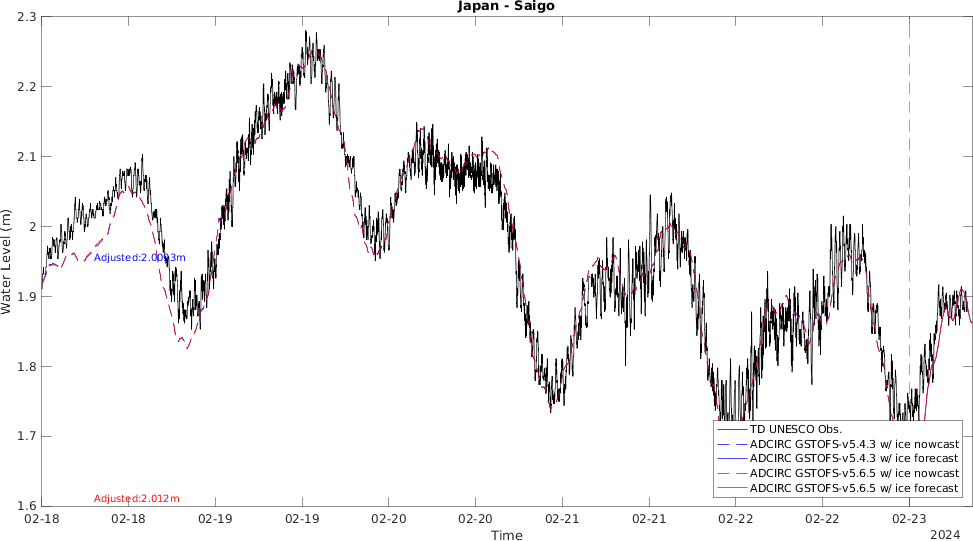 Japan - Saigo
2.3
2.2
2.1
2
1.9
1.8
1.7
1.6
Water Level (m)
Adjusted:2.0093m
Adjusted:2.012m
TD UNESCO Obs.
ADCIRC GSTOFS-v5.4.3 w/ ice nowcast
ADCIRC GSTOFS-v5.4.3 w/ ice forecast
ADCIRC GSTOFS-v5.6.5 w/ ice nowcast
ADCIRC GSTOFS-v5.6.5 w/ ice forecast
02-18 02-18 02-19 02-19 02-20 02-20 02-21 02-21 02-22 02-22 02-23
Time
2024